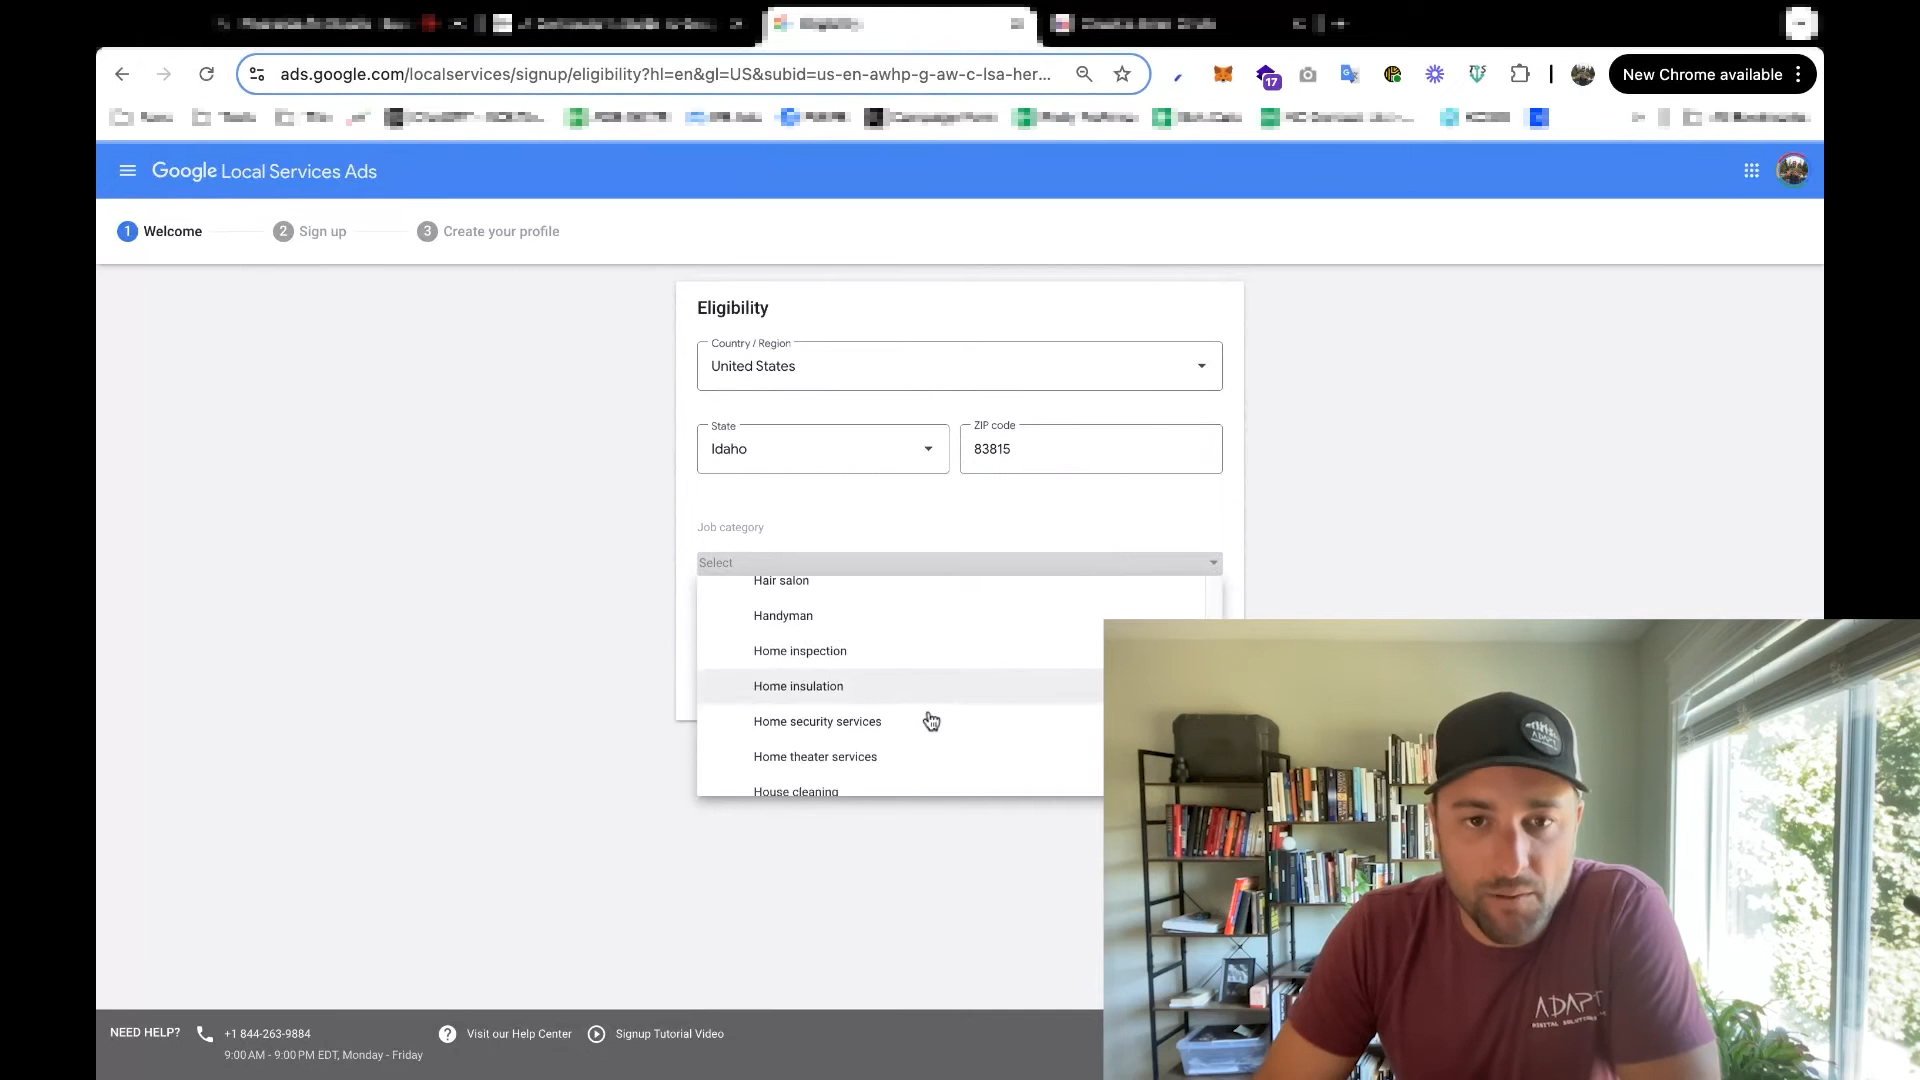 ads.google.com/localservices/signup/eligibility?hl=en&gl=US&subid=us-en-awhp-g-aw-c-lsa-her...
17
New Chrome available
Google Local Services Ads
1 Welcome
2 Sign up
3 Create your profile
Eligibility
Country / Region
United States
State
Idaho
ZIP code
83815
Job category
Select
Hair salon
Handyman
Home inspection
Home insulation
Home security services
Home theater services
House cleaning
ADAPT
DIGITAL SOLUTIONS
NEED HELP?
+1 844-263-9884
9:00 AM - 9:00 PM EDT, Monday - Friday
Visit our Help Center
Signup Tutorial Video